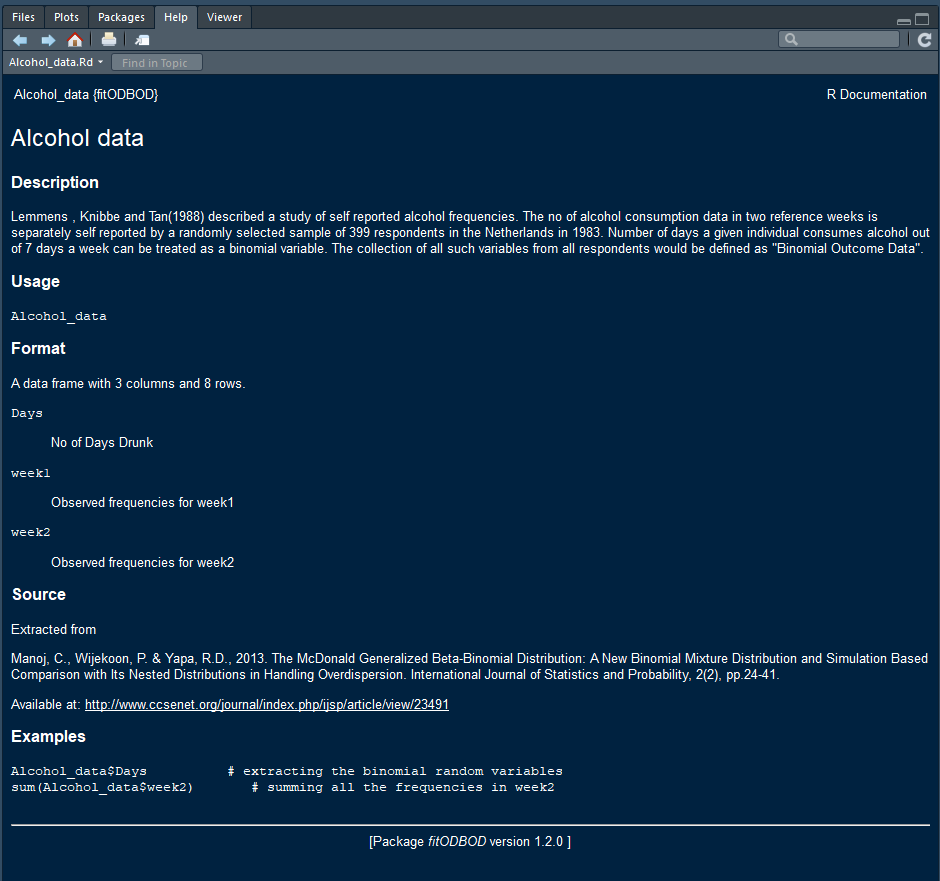 Files Plots Packages Help Viewer
Alcohol_data.Rd Find in Topic
Alcohol_data {fitODBOD} R Documentation
Alcohol data
Description
Lemmens , Knibbe and Tan(1988) described a study of self reported alcohol frequencies. The no of alcohol consumption data in two reference weeks is
separately self reported by a randomly selected sample of 399 respondents in the Netherlands in 1983. Number of days a given individual consumes alcohol out
of 7 days a week can be treated as a binomial variable. The collection of all such variables from all respondents would be defined as "Binomial Outcome Data".
Usage
Alcohol_data
Format
A data frame with 3 columns and 8 rows.
Days
No of Days Drunk
week1
Observed frequencies for week1
week2
Observed frequencies for week2
Source
Extracted from
Manoj, C., Wijekoon, P. & Yapa, R.D., 2013. The McDonald Generalized Beta-Binomial Distribution: A New Binomial Mixture Distribution and Simulation Based
Comparison with Its Nested Distributions in Handling Overdispersion. International Journal of Statistics and Probability, 2(2), pp.24-41.
Available at: http://www.ccsenet.org/journal/index.php/ijsp/article/view/23491
Examples
Alcohol_data$Days # extracting the binomial random variables
sum(Alcohol_data$week2) # summing all the frequencies in week2
[Package fitODBOD version 1.2.0 ]